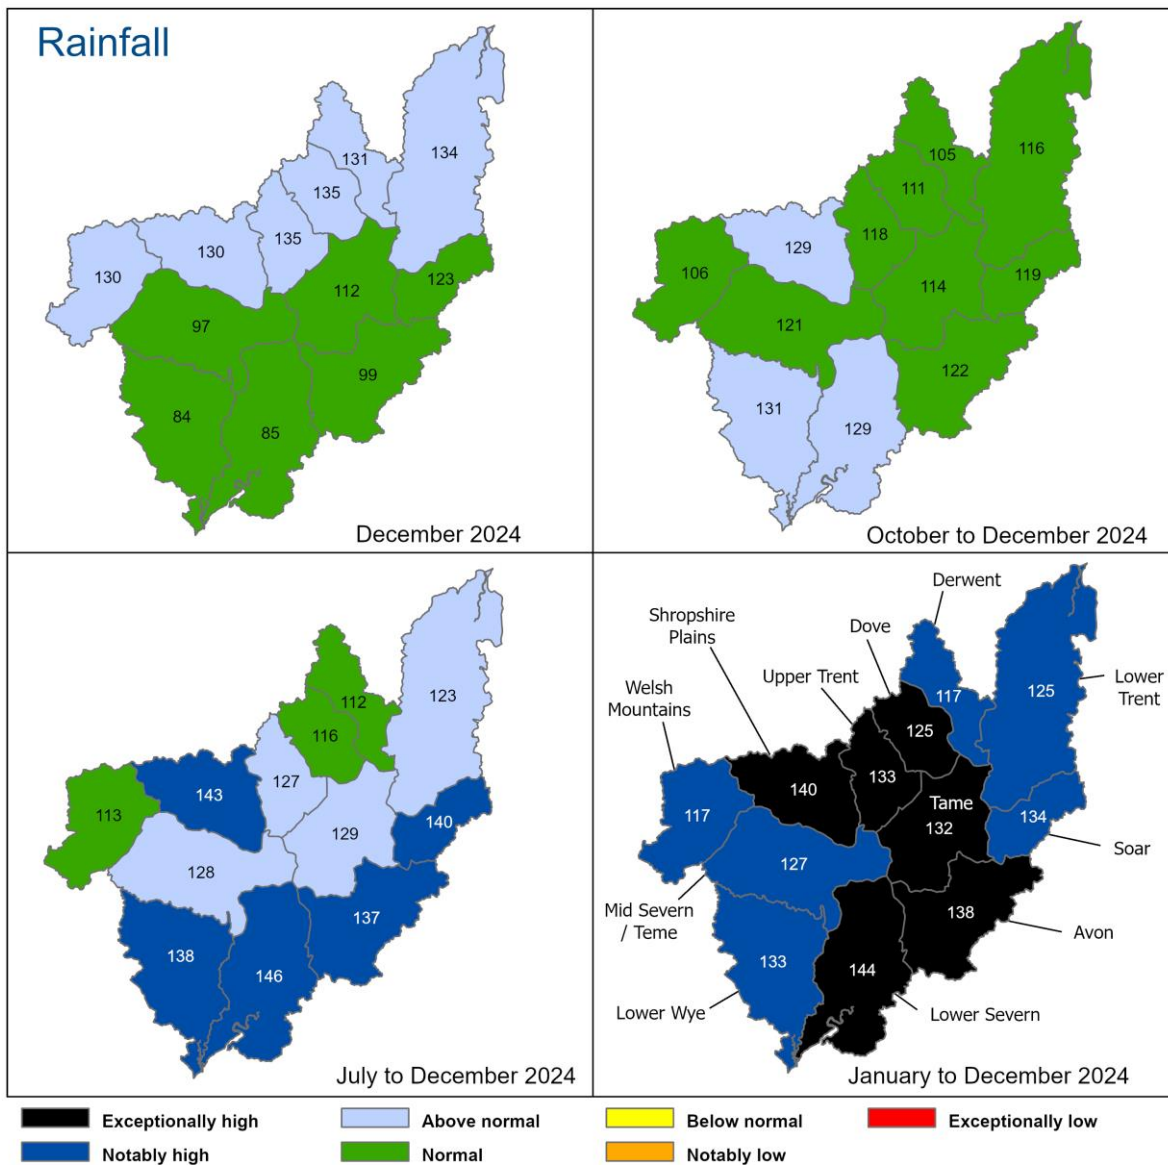 Rainfall
131
134
135
130
135
130
123
112
97
99
84
85
December 2024
116
105
111
129
118
106
119
114
121
122
131
129
October to December 2024
123
112
116
127
143
113
140
129
128
137
138
146
July to December 2024
Derwent
Shropshire
Plains
Dove
Upper Trent
Welsh
Mountains
Lower
Trent
117
125
125
133
140
Tame
132
134
117
Soar
127
Mid Severn
/ Teme
138
Avon
133
144
Lower Wye
Lower Severn
January to December 2024
Exceptionally high
Above normal
Below normal
Exceptionally low
Notably high
Normal
Notably low